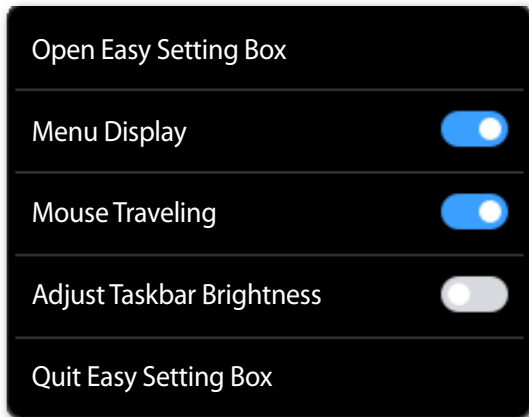 Open Easy Setting Box
Menu Display
Mouse Traveling
Adjust Taskbar Brightness
Quit Easy Setting Box